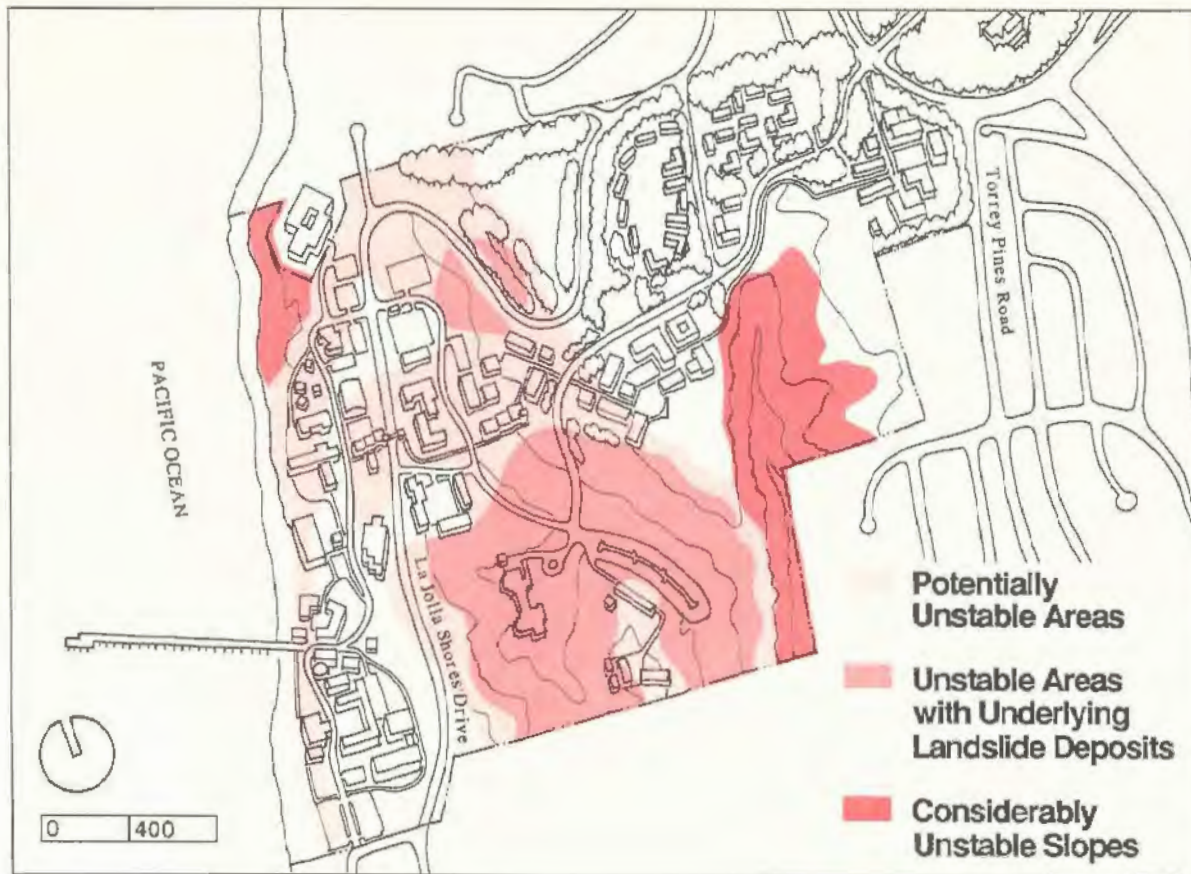 Torrey Pines Road
PACIFIC OCEAN
La Jolla Shores Drive
Potentially
Unstable Areas
Unstable Areas
with Underlying
Landslide Deposits
Considerably
Unstable Slopes
0 400